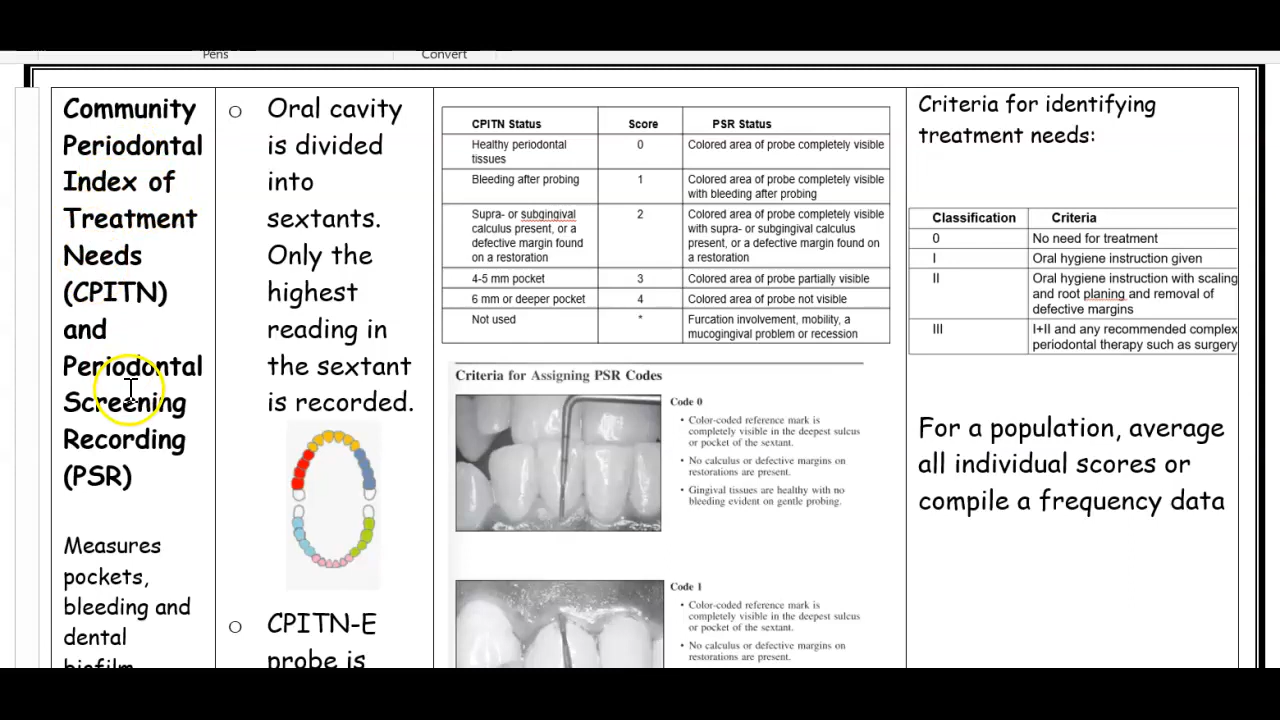 Pens
Convert
Community
Periodontal
Index of
Treatment
Needs
(CPITN)
and
Periodontal
Screening
Recording
(PSR)
Measures
pockets,
bleeding and
dental
biofilm
o Oral cavity
is divided
into
sextants.
Only the
highest
reading in
the sextant
is recorded.
o CPITN-E
probe is
CPITN Status Score PSR Status
Healthy periodontal
tissues
0
Colored area of probe completely visible
Bleeding after probing
1
Colored area of probe completely visible
with bleeding after probing
Supra- or subgingival
calculus present, or a
defective margin found
on a restoration
2
Colored area of probe completely visible
with supra- or subgingival calculus
present, or a defective margin found on
a restoration
4-5 mm pocket 3 Colored area of probe partially visible
6 mm or deeper pocket 4 Colored area of probe not visible
Not used
*
Furcation involvement, mobility, a
mucogingival problem or recession
Criteria for Assigning PSR Codes
Code 0
• Color-coded reference mark is
completely visible in the deepest sulcus
or pocket of the sextant.
• No calculus or defective margins on
restorations are present.
• Gingival tissues are healthy with no
bleeding evident on gentle probing.
Code 1
• Color-coded reference mark is
completely visible in the deepest sulcus
or pocket of the sextant.
• No calculus or defective margins on
restorations are present.
Criteria for identifying
treatment needs:
Classification Criteria
0 No need for treatment
I Oral hygiene instruction given
II Oral hygiene instruction with scaling
and root planing and removal of
defective margins
III I+II and any recommended complex
periodontal therapy such as surgery
For a population, average
all individual scores or
compile a frequency data